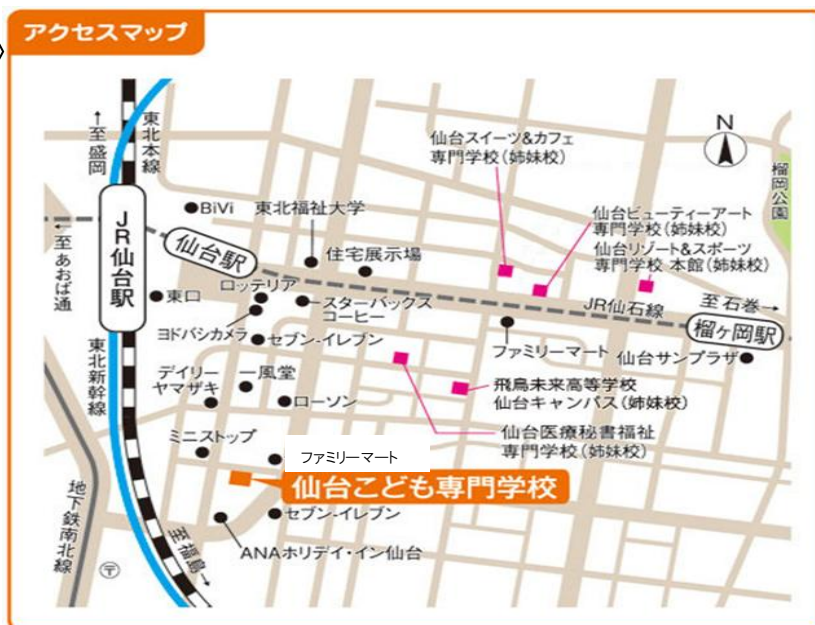 アクセスマップ
↑至盛岡
東北本線
JR仙台駅
←至あおば通
東北新幹線
地下鉄南北線
至福島→
〒
BiVi
東北福祉大学
仙台駅
住宅展示場
東口
ロッテリア
スターバックス
コーヒー
ヨドバシカメラ
セブン-イレブン
デイリー
ヤマザキ
一風堂
ローソン
ミニストップ
ファミリーマート
仙台こども専門学校
セブン-イレブン
ANAホリデイ・イン仙台
仙台スイーツ&カフェ
専門学校(姉妹校)
N
榴岡公園
仙台ビューティーアート
専門学校(姉妹校)
仙台リゾート&スポーツ
専門学校 本館(姉妹校)
JR仙石線
至石巻→
榴ヶ岡駅
ファミリーマート
仙台サンプラザ
飛鳥未来高等学校
仙台キャンパス(姉妹校)
仙台医療秘書福祉
専門学校(姉妹校)